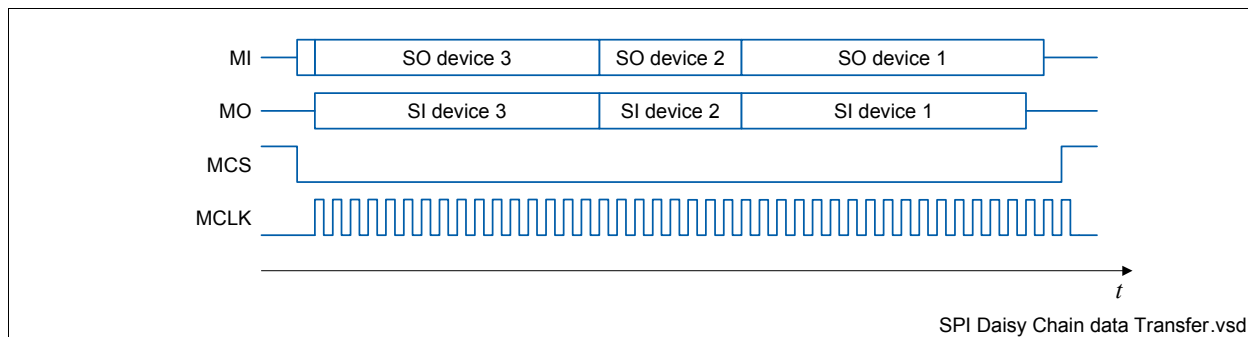 MI SO device 3 SO device 2 SO device 1
MO SI device 3 SI device 2 SI device 1
MCS
MCLK
t
SPI Daisy Chain data Transfer.vsd